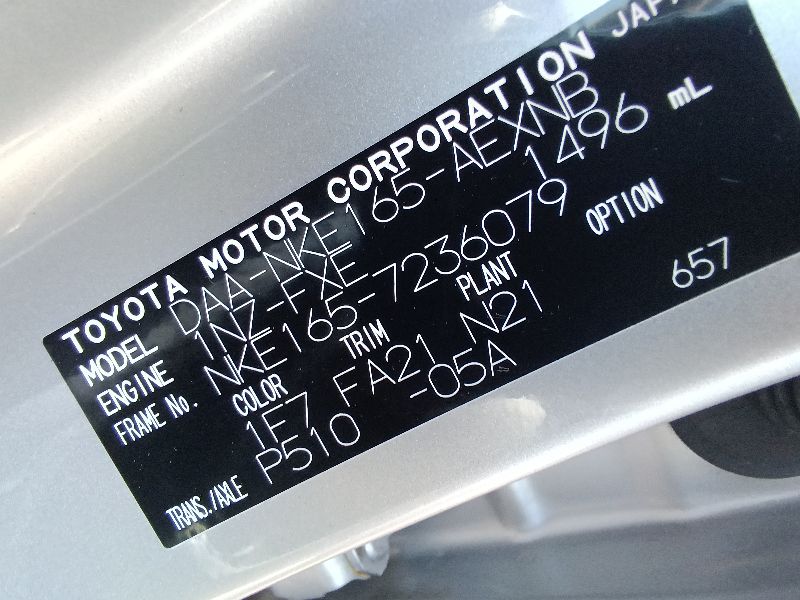 TOYOTA MOTOR CORPORATION JAPAN
MODEL DAA-NKE165-AEXNB
ENGINE 1NZ-FXE 1496 mL
FRAME No. NKE165-7236079
COLOR TRIM PLANT OPTION
1F7 FA21 N21 657
TRANS./AXLE P510 -05A